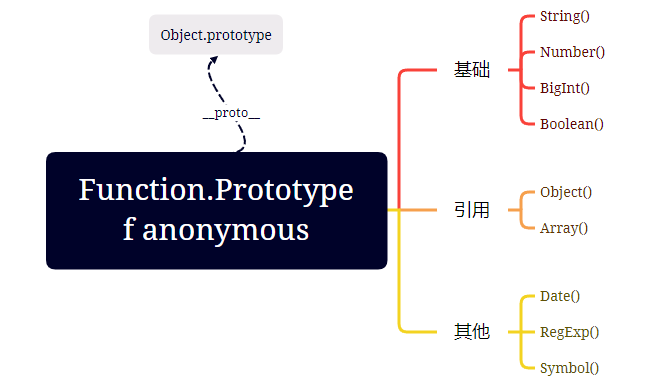 Object.prototype
__proto__
Function.Prototype
f anonymous
基础
String()
Number()
BigInt()
Boolean()
引用
Object()
Array()
其他
Date()
RegExp()
Symbol()